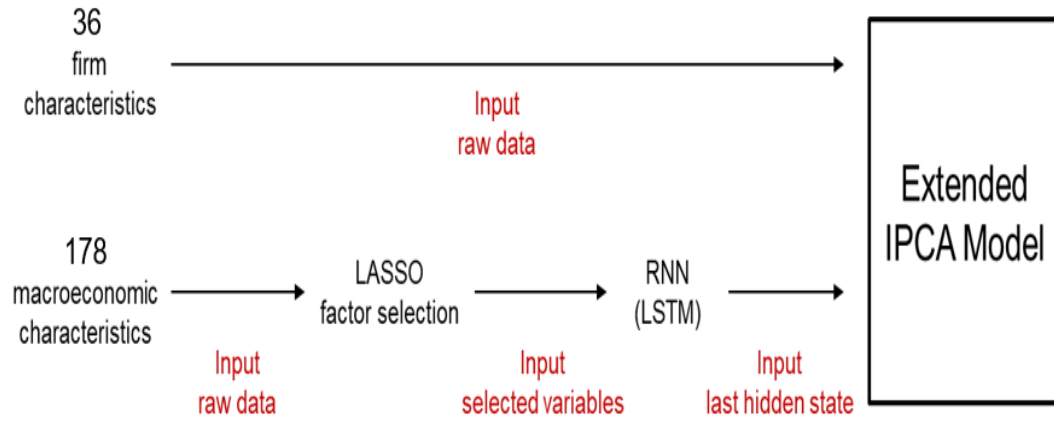 36
firm
characteristics
Input
raw data
178
macroeconomic
characteristics
Input
raw data
LASSO
factor selection
Input
selected variables
RNN
(LSTM)
Input
last hidden state
Extended
IPCA Model